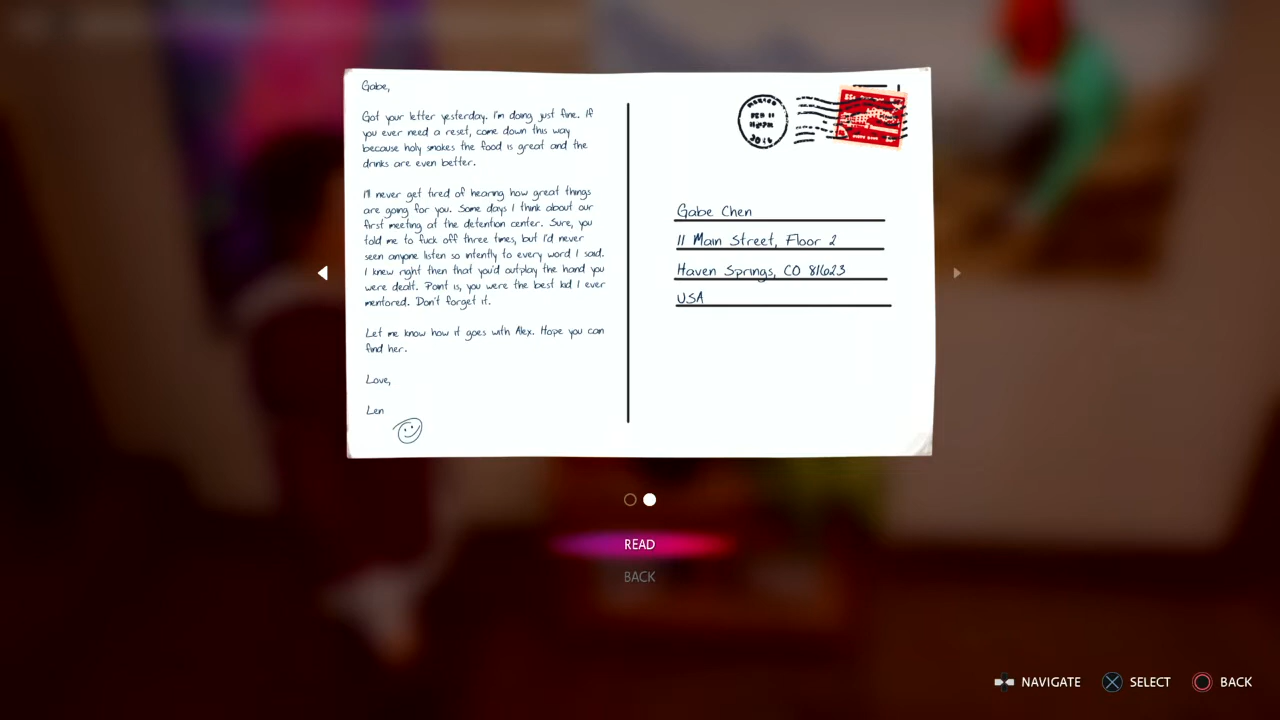 Gabe,
Got your letter yesterday. I'm doing just fine. If
you ever need a reset, come down this way
because holy smokes the food is great and the
drinks are even better.
I'll never get tired of hearing how great things
are going for you. Some days I think about our
first meeting at the detention center. Sure, you
told me to fuck off three times, but I'd never
seen anyone listen so intently to every word I said.
I knew right then that you'd outplay the hand you
were dealt. Point is, you were the best kid I ever
mentored. Don't forget it.
Let me know how it goes with Alex. Hope you can
find her.
Love,
Len
FEB 11
Gabe Chen
11 Main Street, Floor 2
Haven Springs, CO 81623
USA
READ
BACK
NAVIGATE
SELECT
BACK